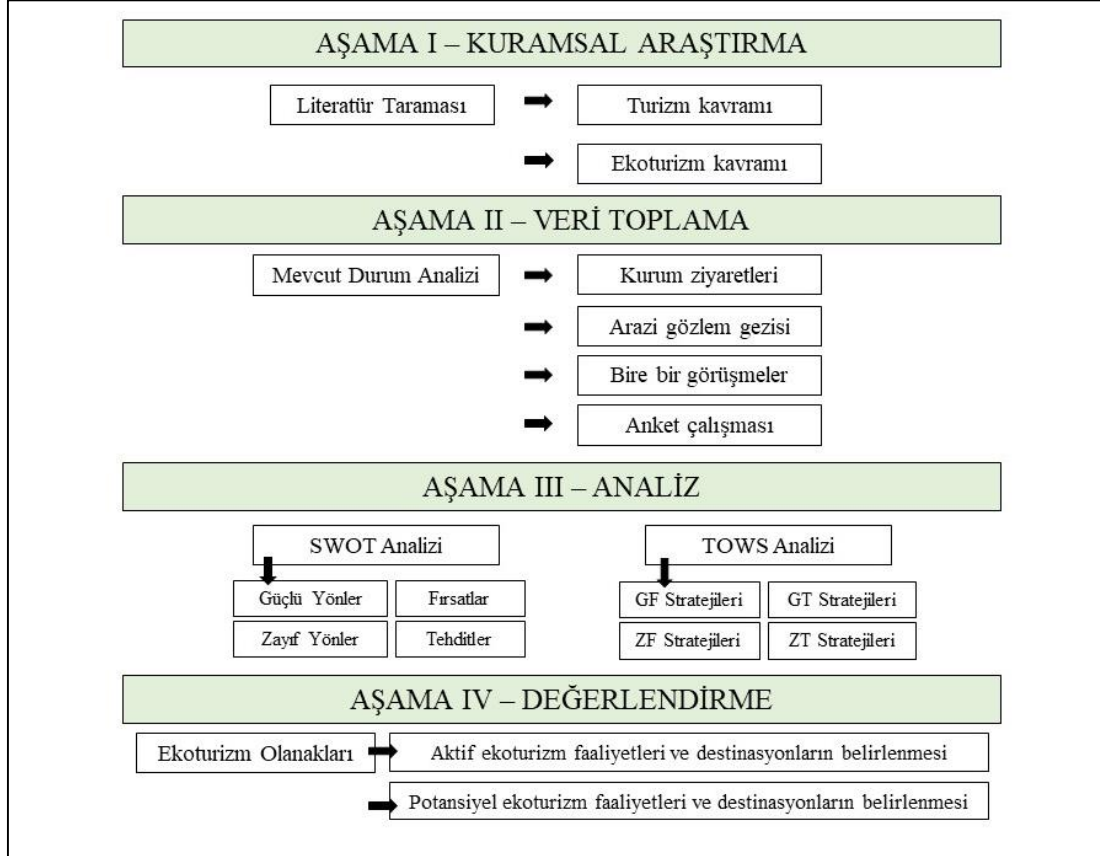 AŞAMA I – KURAMSAL ARAŞTIRMA
Literatür Taraması
Turizm kavramı
Ekoturizm kavramı
AŞAMA II – VERİ TOPLAMA
Mevcut Durum Analizi
Kurum ziyaretleri
Arazi gözlem gezisi
Bire bir görüşmeler
Anket çalışması
AŞAMA III – ANALİZ
SWOT Analizi
Güçlü Yönler
Fırsatlar
Zayıf Yönler
Tehditler
TOWS Analizi
GF Stratejileri
GT Stratejileri
ZF Stratejileri
ZT Stratejileri
AŞAMA IV – DEĞERLENDİRME
Ekoturizm Olanakları
Aktif ekoturizm faaliyetleri ve destinasyonların belirlenmesi
Potansiyel ekoturizm faaliyetleri ve destinasyonların belirlenmesi